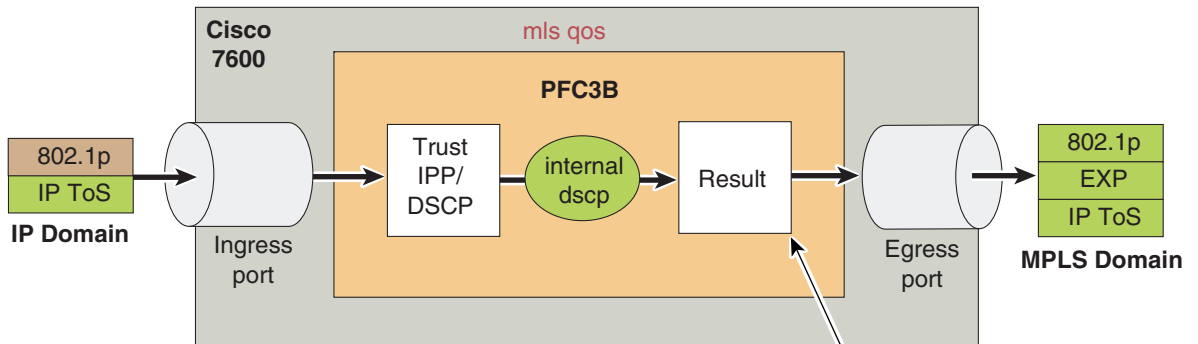 Cisco
7600
mls qos
PFC3B
802.1p
IP ToS
IP Domain
Ingress
port
Trust
IPP/
DSCP
internal
dscp
Result
Egress
port
802.1p
EXP
IP ToS
MPLS Domain